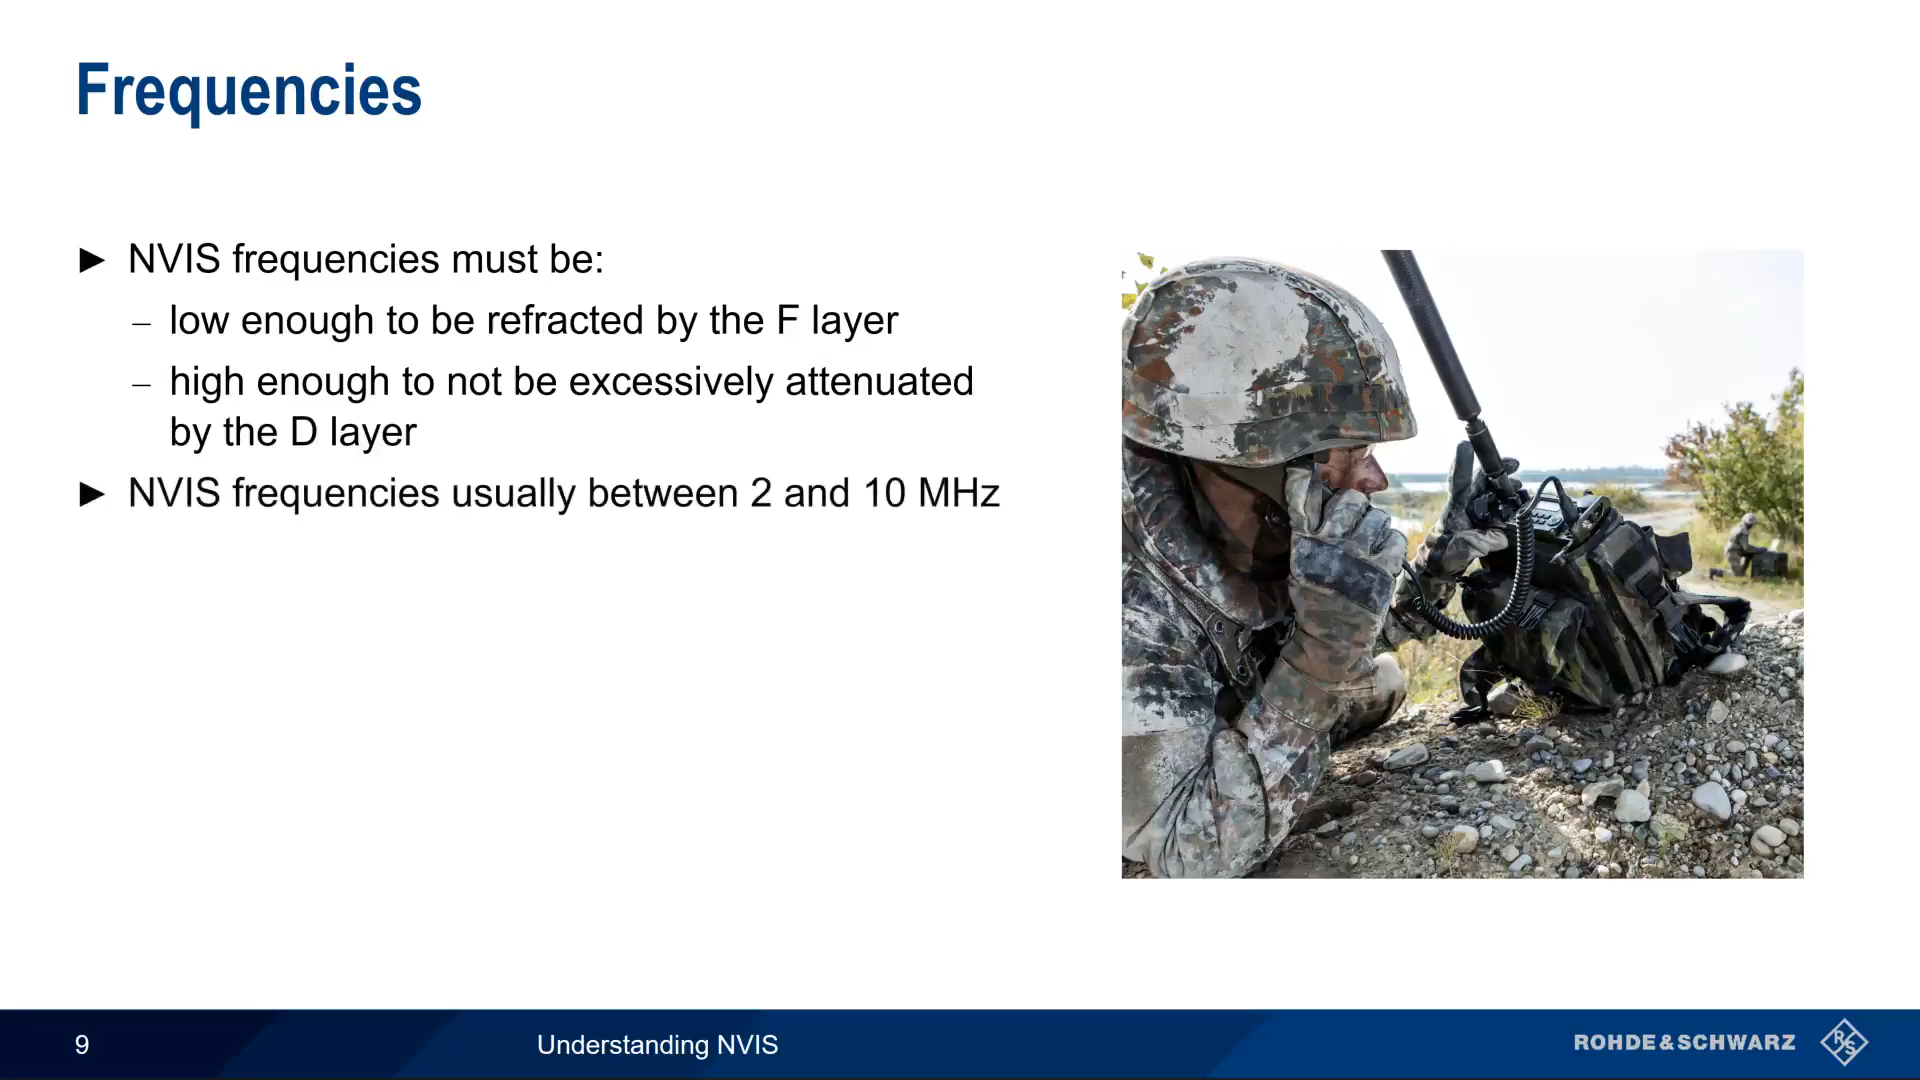 Frequencies
► NVIS frequencies must be:
– low enough to be refracted by the F layer
– high enough to not be excessively attenuated
by the D layer
► NVIS frequencies usually between 2 and 10 MHz
9
Understanding NVIS
ROHDE&SCHWARZ
R&S